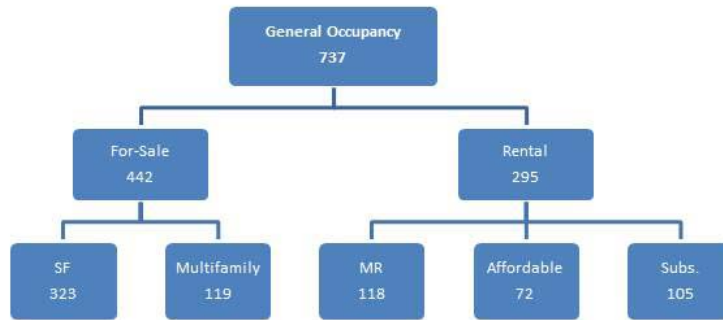 General Occupancy
737
For-Sale
442
Rental
295
SF
323
Multifamily
119
MR
118
Affordable
72
Subs.
105